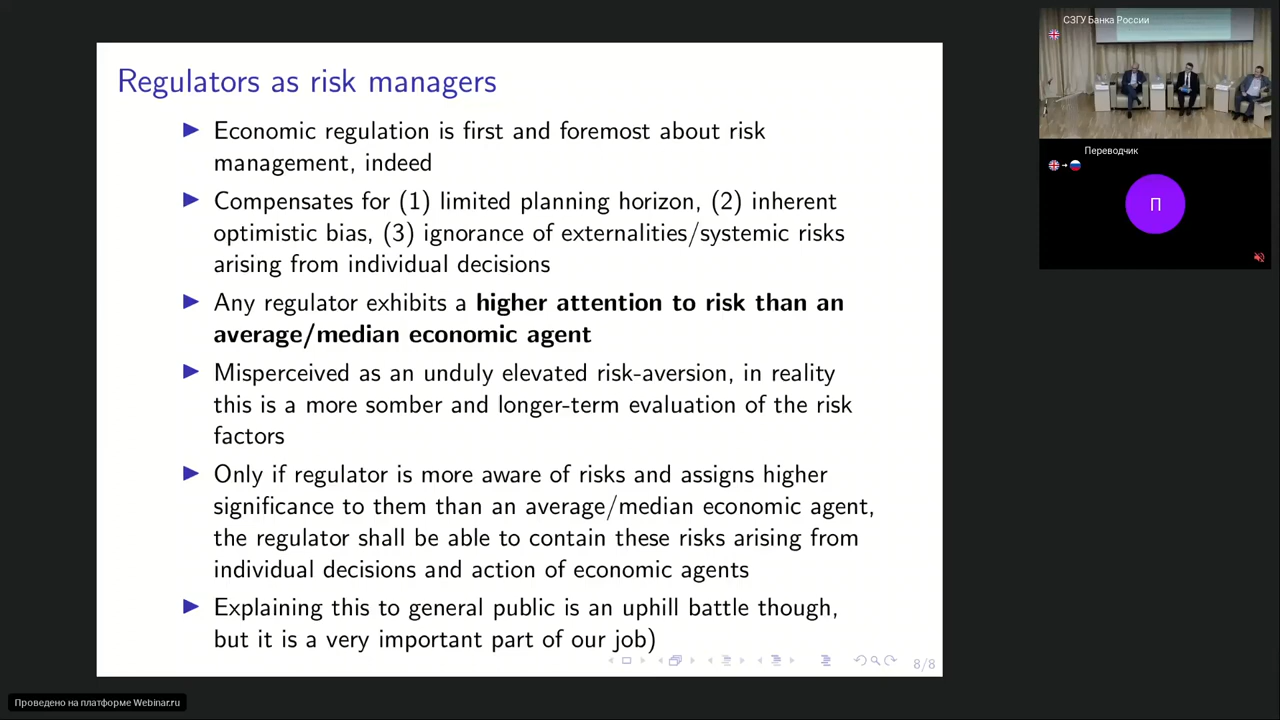 Regulators as risk managers
Economic regulation is first and foremost about risk
management, indeed
Compensates for (1) limited planning horizon, (2) inherent
optimistic bias, (3) ignorance of externalities/systemic risks
arising from individual decisions
Any regulator exhibits a higher attention to risk than an
average/median economic agent
Misperceived as an unduly elevated risk-aversion, in reality
this is a more somber and longer-term evaluation of the risk
factors
Only if regulator is more aware of risks and assigns higher
significance to them than an average/median economic agent,
the regulator shall be able to contain these risks arising from
individual decisions and action of economic agents
Explaining this to general public is an uphill battle though,
but it is a very important part of our job)
8/8
СЗГУ Банка России
Переводчик
П
Проведено на платформе Webinar.ru